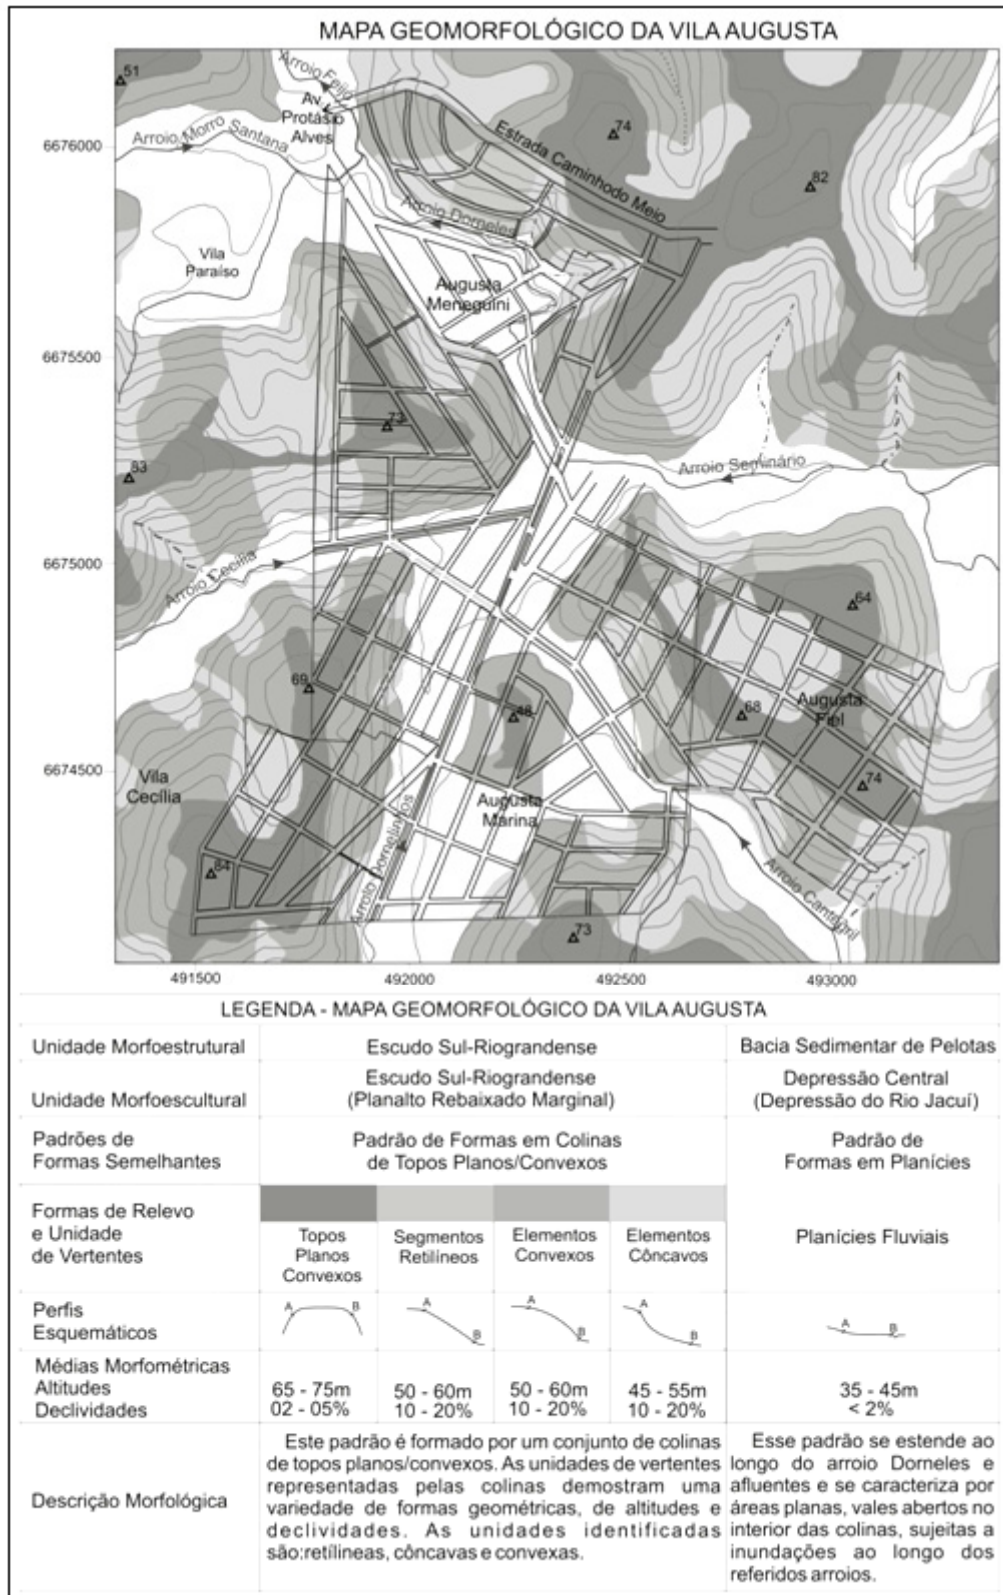 MAPA GEOMORFOLÓGICO DA VILA AUGUSTA
51
Arroio Feijó
Av.
Protásio
Alves
Arroio Morro Santana
74
82
6676000
Estrada Caminhodo Meio
Arroio Dorneles
Vila
Paraíso
Augusta
Meneguini
6675500
73
83
Arroio Seminário
6675000
Arroio Cecília
64
69
48
68
Augusta
Fiel
6674500
Vila
Cecília
74
Augusta
Marina
Arroio Dornelinhos
84
Arroio Cantegril
73
491500
492000
492500
493000
LEGENDA - MAPA GEOMORFOLÓGICO DA VILA AUGUSTA
Unidade Morfoestrutural
Escudo Sul-Riograndense
Bacia Sedimentar de Pelotas
Unidade Morfoescultural
Escudo Sul-Riograndense
(Planalto Rebaixado Marginal)
Depressão Central
(Depressão do Rio Jacuí)
Padrões de
Formas Semelhantes
Padrão de Formas em Colinas
de Topos Planos/Convexos
Padrão de
Formas em Planícies
Formas de Relevo
e Unidade
de Vertentes
Topos
Planos
Convexos
Segmentos
Retilíneos
Elementos
Convexos
Elementos
Côncavos
Planícies Fluviais
Perfis
Esquemáticos
A
B
A
B
A
B
A
B
A
B
Médias Morfométricas
Altitudes
Declividades
65 - 75m
02 - 05%
50 - 60m
10 - 20%
50 - 60m
10 - 20%
45 - 55m
10 - 20%
35 - 45m
< 2%
Descrição Morfológica
Este padrão é formado por um conjunto de colinas
de topos planos/convexos. As unidades de vertentes
representadas pelas colinas demostram uma
variedade de formas geométricas, de altitudes e
declividades. As unidades identificadas
são:retílineas, côncavas e convexas.
Esse padrão se estende ao
longo do arroio Dorneles e
afluentes e se caracteriza por
áreas planas, vales abertos no
interior das colinas, sujeitas a
inundações ao longo dos
referidos arroios.